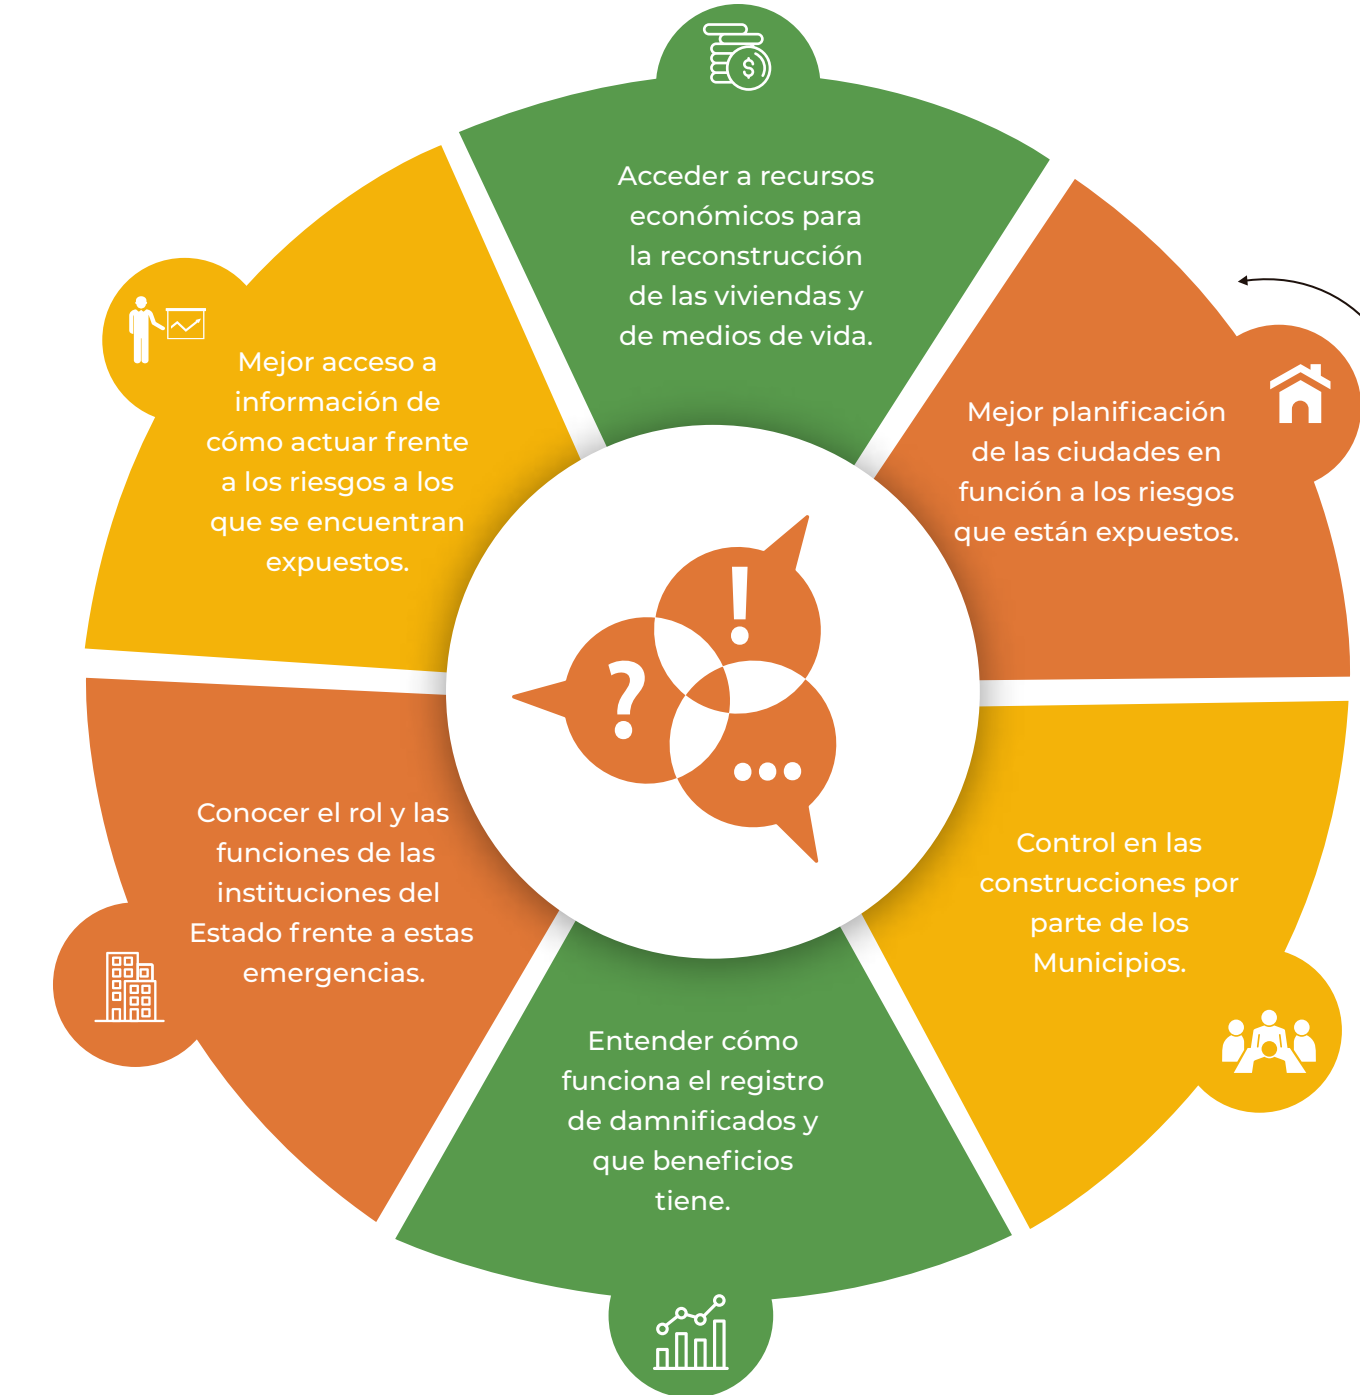 $
Acceder a recursos
económicos para
la reconstrucción
de las viviendas y
de medios de vida.
Mejor planificación
de las ciudades en
función a los riesgos
que están expuestos.
Control en las
construcciones por
parte de los
Municipios.
Entender cómo
funciona el registro
de damnificados y
que beneficios
tiene.
Conocer el rol y las
funciones de las
instituciones del
Estado frente a estas
emergencias.
Mejor acceso a
información de
cómo actuar frente
a los riesgos a los
que se encuentran
expuestos.
!
?
...